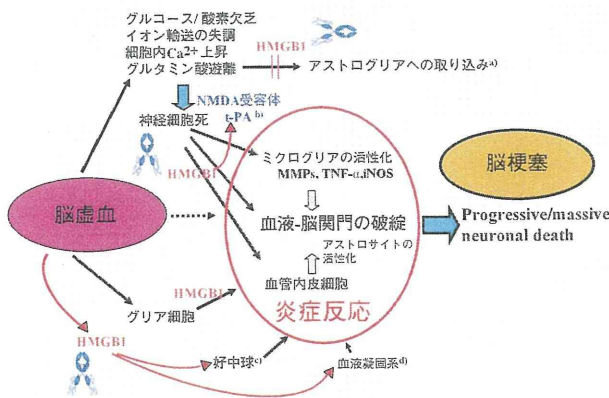 グルコース/酸素欠乏
イオン輸送の失調
細胞内Ca²⁺上昇
グルタミン酸遊離
HMGB1
アストログリアへの取り込みa)
NMDA受容体
t-PA b)
神経細胞死
HMGB1
ミクログリアの活性化
MMPs, TNF-α,iNOS
脳虚血
血液-脳関門の破綻
アストロサイトの
活性化
血管内皮細胞
炎症反応
脳梗塞
Progressive/massive
neuronal death
HMGB1
グリア細胞
HMGB1
好中球c)
血液凝固系d)